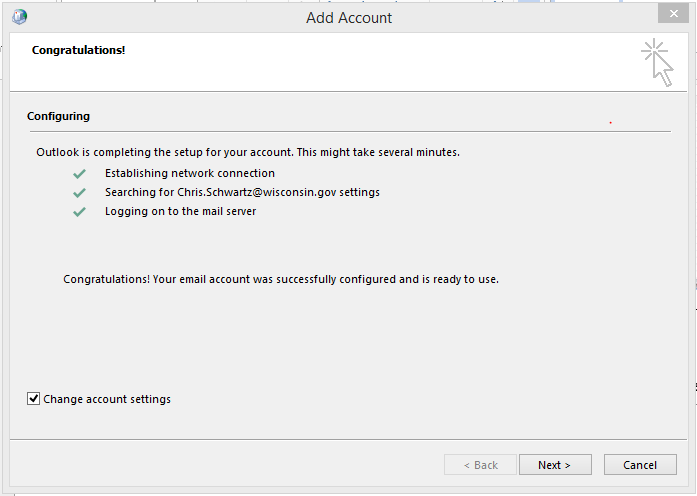 Add Account
Congratulations!
Configuring
Outlook is completing the setup for your account. This might take several minutes.
Establishing network connection
Searching for Chris.Schwartz@wisconsin.gov settings
Logging on to the mail server
Congratulations! Your email account was successfully configured and is ready to use.
Change account settings
< Back Next > Cancel